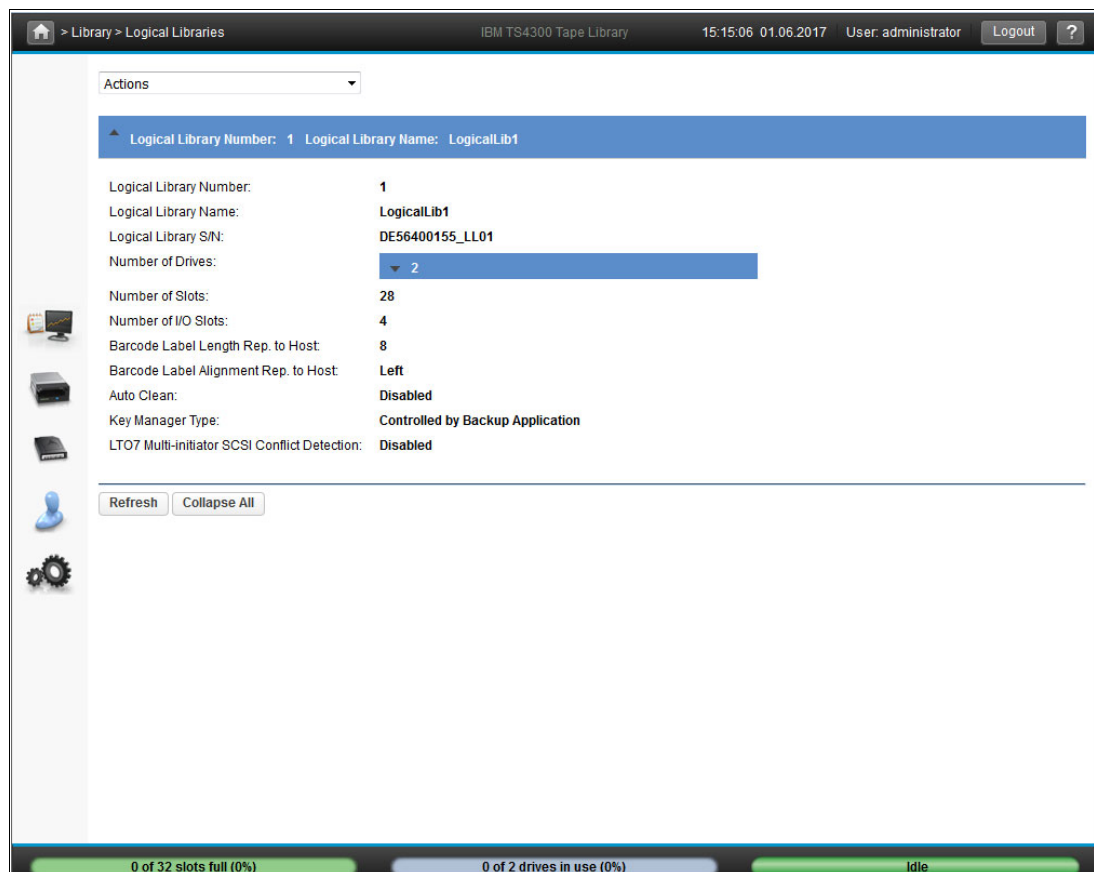 > Library > Logical Libraries IBM TS4300 Tape Library 15:15:06 01.06.2017 User: administrator Logout ?
Actions
Logical Library Number: 1 Logical Library Name: LogicalLib1
Logical Library Number: 1
Logical Library Name: LogicalLib1
Logical Library S/N: DE56400155_LL01
Number of Drives: 2
Number of Slots: 28
Number of I/O Slots: 4
Barcode Label Length Rep. to Host: 8
Barcode Label Alignment Rep. to Host: Left
Auto Clean: Disabled
Key Manager Type: Controlled by Backup Application
LTO7 Multi-initiator SCSI Conflict Detection: Disabled
Refresh Collapse All
0 of 32 slots full (0%) 0 of 2 drives in use (0%) Idle